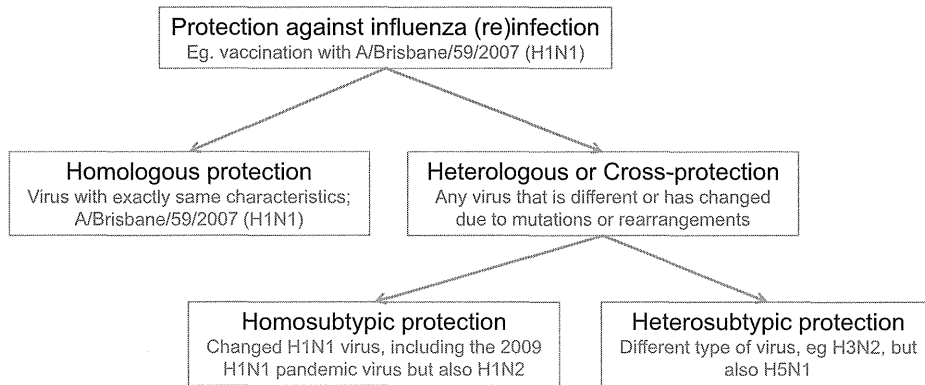 Protection against influenza (re)infection
Eg. vaccination with A/Brisbane/59/2007 (H1N1)
Homologous protection
Virus with exactly same characteristics;
A/Brisbane/59/2007 (H1N1)
Heterologous or Cross-protection
Any virus that is different or has changed
due to mutations or rearrangements
Homosubtypic protection
Changed H1N1 virus, including the 2009
H1N1 pandemic virus but also H1N2
Heterosubtypic protection
Different type of virus, eg H3N2, but
also H5N1